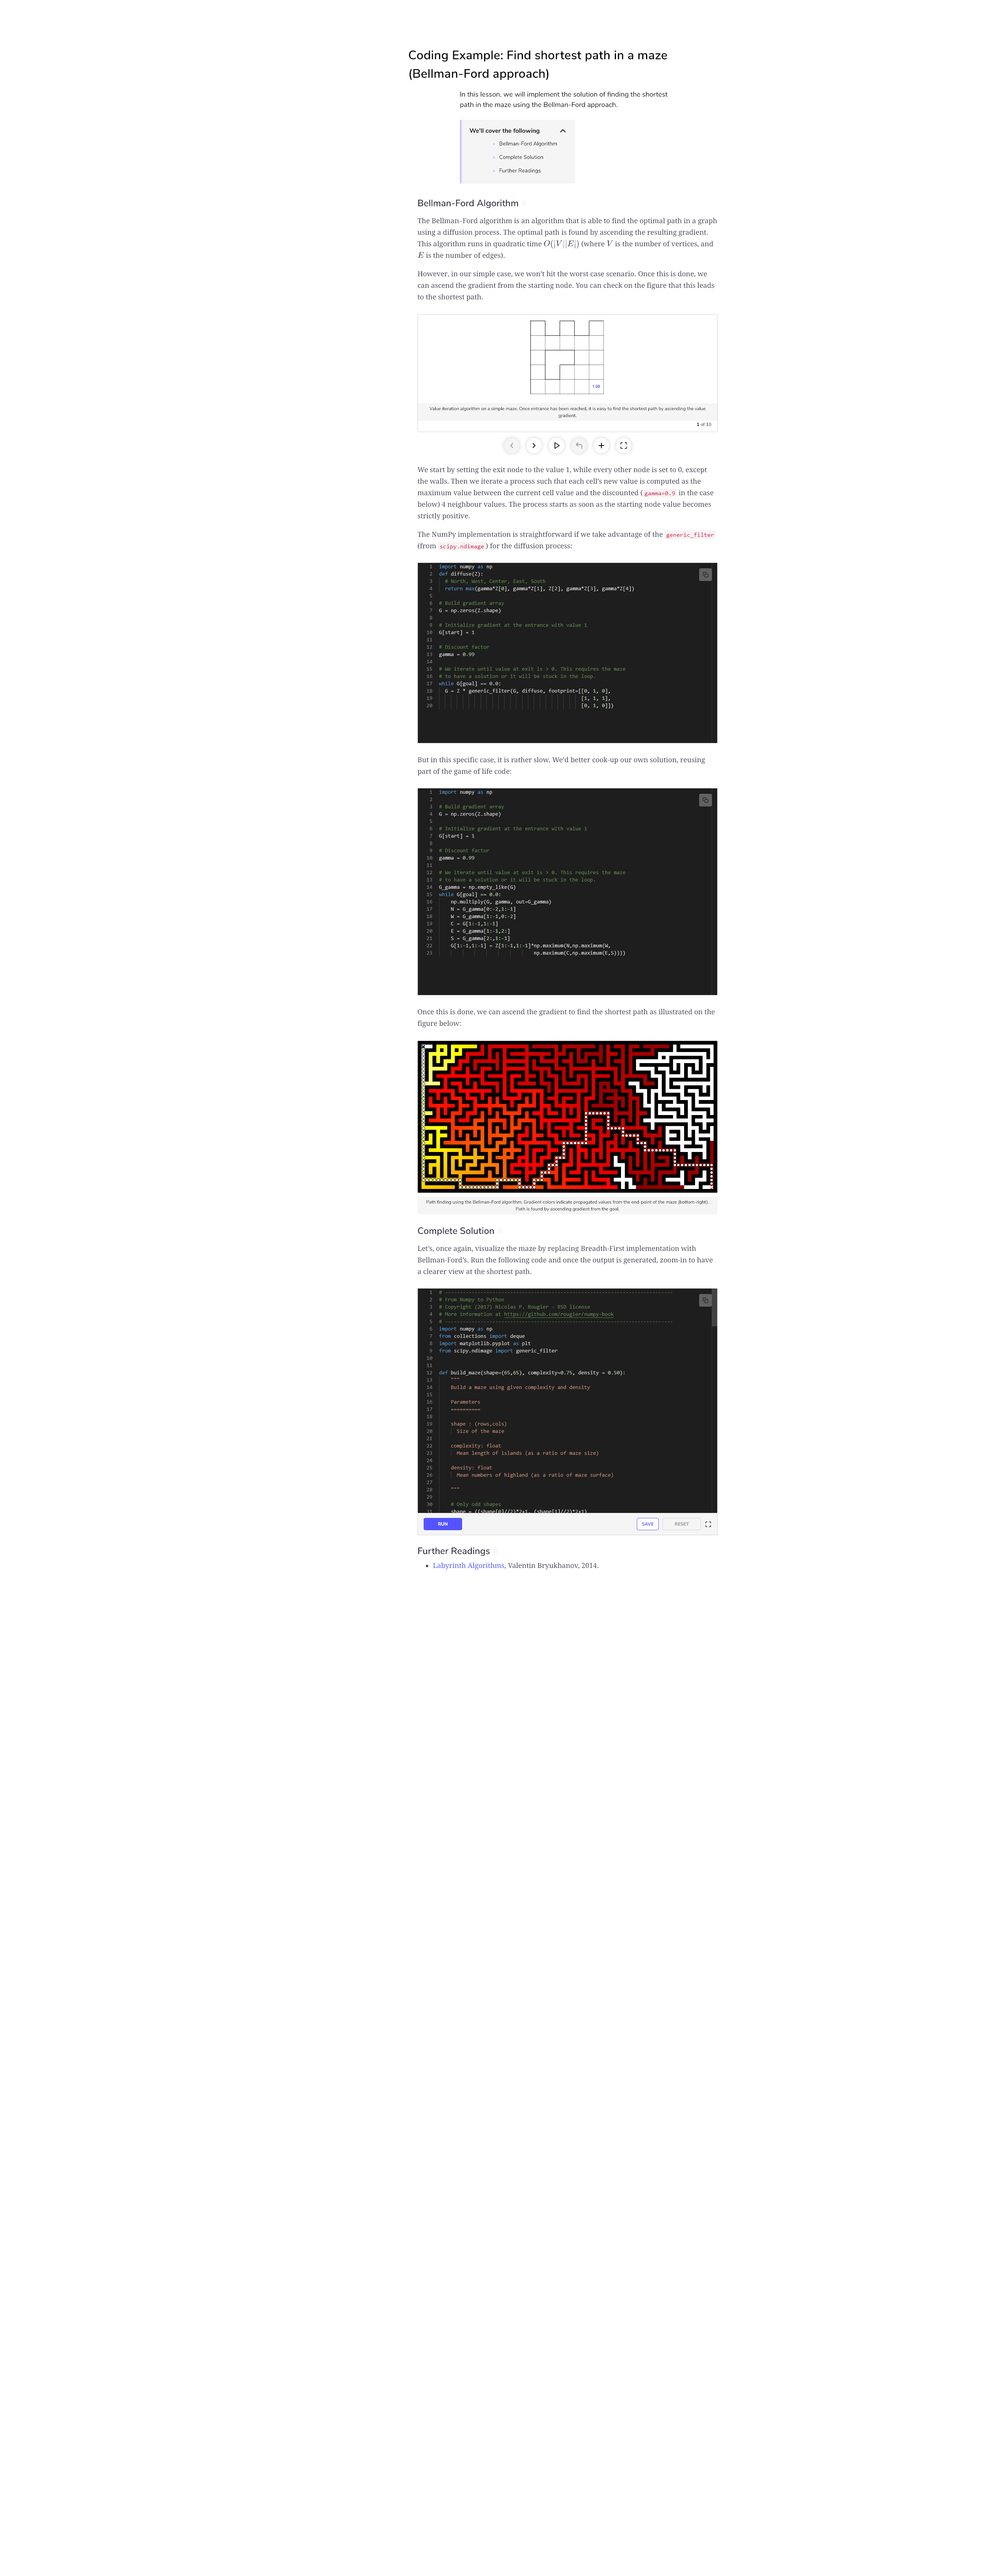 Coding Example: Find shortest path in a maze
(Bellman-Ford approach)
In this lesson, we will implement the solution of finding the shortest
path in the maze using the Bellman-Ford approach.
We'll cover the following
Bellman-Ford Algorithm
Complete Solution
Further Readings
Bellman-Ford Algorithm
The Bellman–Ford algorithm is an algorithm that is able to find the optimal path in a graph
using a diffusion process. The optimal path is found by ascending the resulting gradient.
This algorithm runs in quadratic time O(|V||E|) (where V is the number of vertices, and
E is the number of edges).
However, in our simple case, we won't hit the worst case scenario. Once this is done, we
can ascend the gradient from the starting node. You can check on the figure that this leads
to the shortest path.
1.00
Value iteration algorithm on a simple maze. Once entrance has been reached, it is easy to find the shortest path by ascending the value
gradient.
1 of 10
We start by setting the exit node to the value 1, while every other node is set to 0, except
the walls. Then we iterate a process such that each cell's new value is computed as the
maximum value between the current cell value and the discounted ( gamma=0.9 in the case
below) 4 neighbour values. The process starts as soon as the starting node value becomes
strictly positive.
The NumPy implementation is straightforward if we take advantage of the generic_filter
(from scipy.ndimage ) for the diffusion process:
1 import numpy as np
2 def diffuse(Z):
3 # North, West, Center, East, South
4 return max(gamma*Z[0], gamma*Z[1], Z[2], gamma*Z[3], gamma*Z[4])
5
6 # Build gradient array
7 G = np.zeros(Z.shape)
8
9 # Initialize gradient at the entrance with value 1
10 G[start] = 1
11
12 # Discount factor
13 gamma = 0.99
14
15 # We iterate until value at exit is > 0. This requires the maze
16 # to have a solution or it will be stuck in the loop.
17 while G[goal] == 0.0:
18 G = Z * generic_filter(G, diffuse, footprint=[[0, 1, 0],
19 [1, 1, 1],
20 [0, 1, 0]])
But in this specific case, it is rather slow. We'd better cook-up our own solution, reusing
part of the game of life code:
1 import numpy as np
2
3 # Build gradient array
4 G = np.zeros(Z.shape)
5
6 # Initialize gradient at the entrance with value 1
7 G[start] = 1
8
9 # Discount factor
10 gamma = 0.99
11
12 # We iterate until value at exit is > 0. This requires the maze
13 # to have a solution or it will be stuck in the loop.
14 G_gamma = np.empty_like(G)
15 while G[goal] == 0.0:
16 np.multiply(G, gamma, out=G_gamma)
17 N = G_gamma[0:-2,1:-1]
18 W = G_gamma[1:-1,0:-2]
19 C = G[1:-1,1:-1]
20 E = G_gamma[1:-1,2:]
21 S = G_gamma[2:,1:-1]
22 G[1:-1,1:-1] = Z[1:-1,1:-1]*np.maximum(N,np.maximum(W,
23 np.maximum(C,np.maximum(E,S))))
Once this is done, we can ascend the gradient to find the shortest path as illustrated on the
figure below:
Path finding using the Bellman-Ford algorithm. Gradient colors indicate propagated values from the end-point of the maze (bottom-right).
Path is found by ascending gradient from the goal
Complete Solution
Let's, once again, visualize the maze by replacing Breadth-First implementation with
Bellman-Ford's. Run the following code and once the output is generated, zoom-in to have
a clearer view at the shortest path.
1 # -----------------------------------------------------------------------------
2 # From Numpy to Python
3 # Copyright (2017) Nicolas P. Rougier - BSD license
4 # More information at https://github.com/rougier/numpy-book
5 # -----------------------------------------------------------------------------
6 import numpy as np
7 from collections import deque
8 import matplotlib.pyplot as plt
9 from scipy.ndimage import generic_filter
10
11
12 def build_maze(shape=(65,65), complexity=0.75, density = 0.50):
13 """
14 Build a maze using given complexity and density
15
16 Parameters
17 ==========
18
19 shape : (rows,cols)
20 Size of the maze
21
22 complexity: float
23 Mean length of islands (as a ratio of maze size)
24
25 density: float
26 Mean numbers of highland (as a ratio of maze surface)
27
28 """
29
30 # Only odd shapes
31 shape = ((shape[0]//2)*2+1, (shape[1]//2)*2+1)
RUN
SAVE
RESET
Further Readings
Labyrinth Algorithms, Valentin Bryukhanov, 2014.